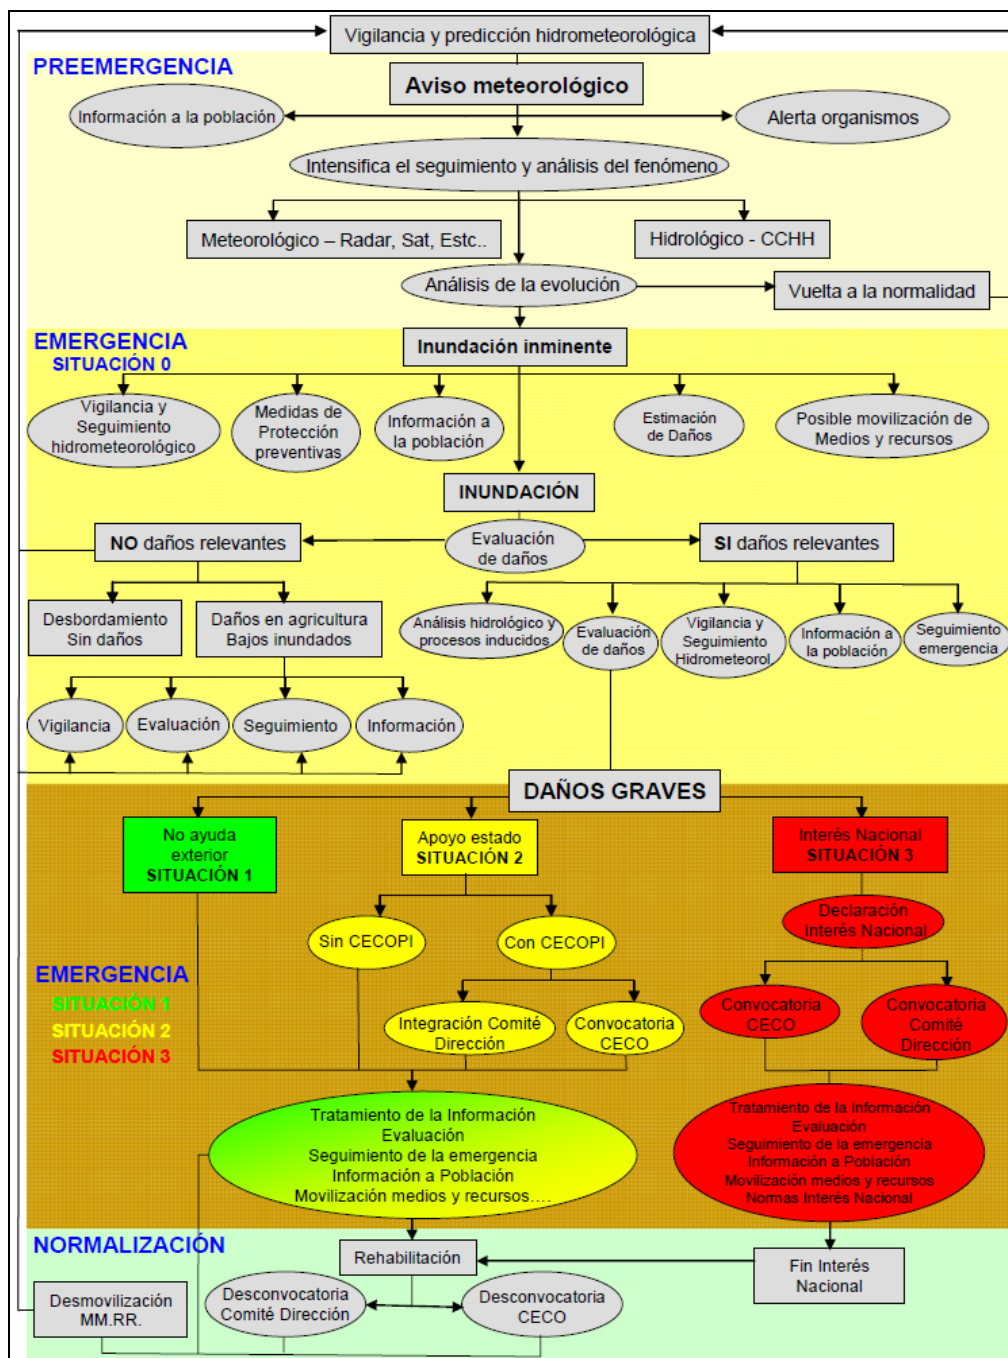 Vigilancia y predicción hidrometeorológica
PREEMERGENCIA
Aviso meteorológico
Información a la población
Alerta organismos
Intensifica el seguimiento y análisis del fenómeno
Meteorológico – Radar, Sat, Estc..
Hidrológico - CCHH
Análisis de la evolución
Vuelta a la normalidad
EMERGENCIA
SITUACIÓN 0
Inundación inminente
Vigilancia y
Seguimiento
hidrometeorológico
Medidas de
Protección
preventivas
Información a
la población
Estimación
de Daños
Posible movilización de
Medios y recursos
INUNDACIÓN
NO daños relevantes
Evaluación
de daños
SI daños relevantes
Desbordamiento
Sin daños
Daños en agricultura
Bajos inundados
Análisis hidrológico y
procesos inducidos
Evaluación
de daños
Vigilancia y
Seguimiento
Hidrometeorol
Información a
la población
Seguimiento
emergencia
Vigilancia
Evaluación
Seguimiento
Información
DAÑOS GRAVES
No ayuda
exterior
SITUACIÓN 1
Apoyo estado
SITUACIÓN 2
Interés Nacional
SITUACIÓN 3
Sin CECOPI
Con CECOPI
Declaración
Interés Nacional
EMERGENCIA
SITUACIÓN 1
SITUACIÓN 2
SITUACIÓN 3
Integración Comité
Dirección
Convocatoria
CECO
Convocatoria
CECO
Convocatoria
Comité
Dirección
Tratamiento de la Información
Evaluación
Seguimiento de la emergencia
Información a Población
Movilización medios y recursos....
Tratamiento de la Información
Evaluación
Seguimiento de la emergencia
Información a Población
Movilización medios y recursos
Normas Interés Nacional
NORMALIZACIÓN
Rehabilitación
Fin Interés
Nacional
Desmovilización
MM.RR.
Desconvocatoria
Comité Dirección
Desconvocatoria
CECO